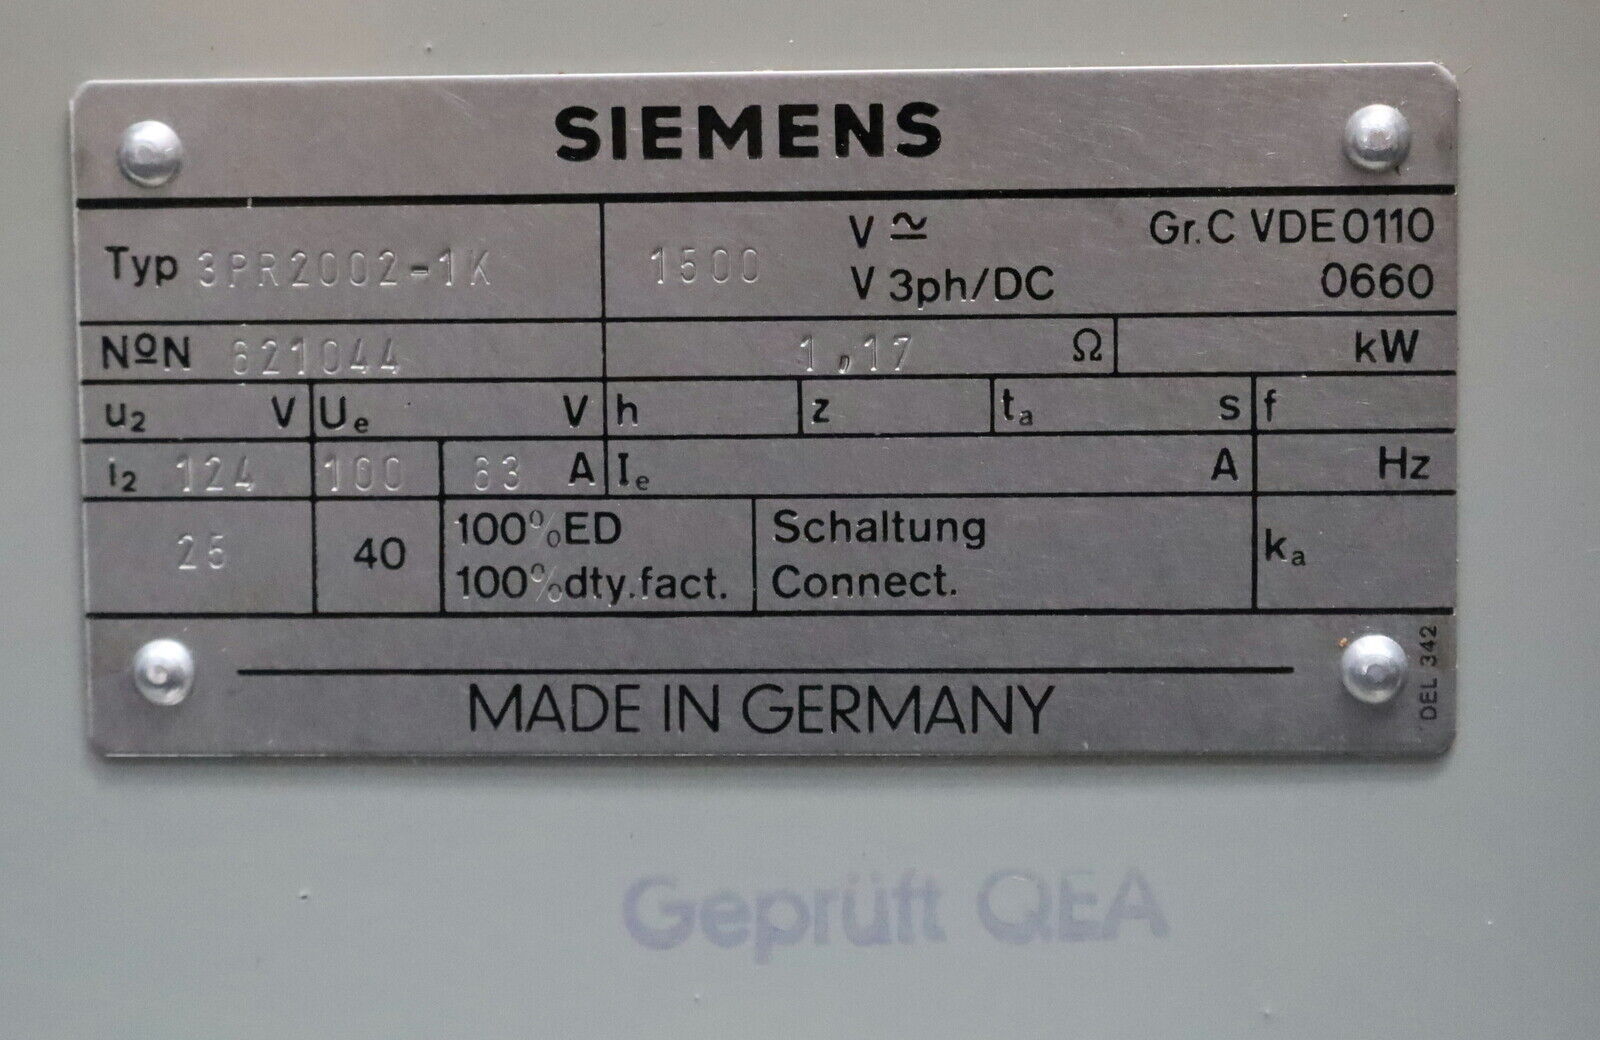 SIEMENS
Typ 3PR2002-1K 1500 V ≃ Gr.C VDE0110
V 3ph/DC 0660
NºN 621044 1,17 Ω kW
u₂ V Uₑ V h z tₐ s f
i₂ 124 100 63 A Iₑ A Hz
25 40 100%ED Schaltung kₐ
100%dty.fact. Connect.
MADE IN GERMANY
DEL 342
Geprüft QEA